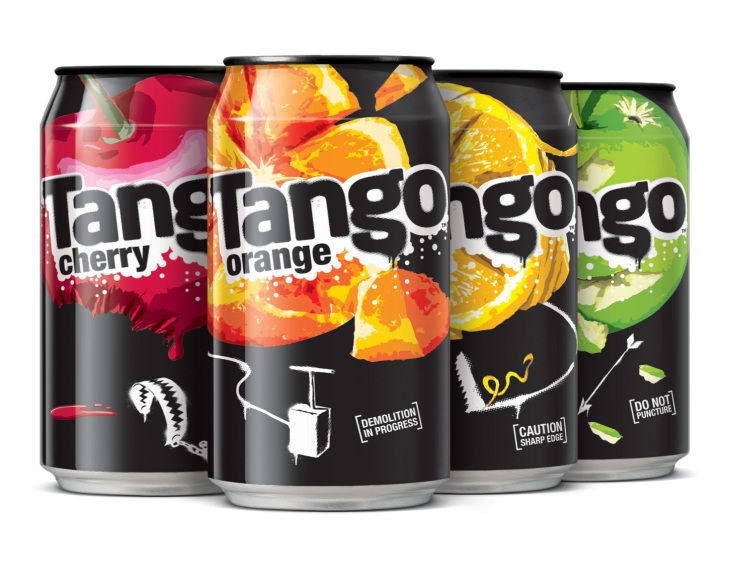 Tang
cherry
Tango
orange
DEMOLITION
IN PROGRESS
ngo
CAUTION
SHARP EDGE
ngo
DO NOT
PUNCTURE